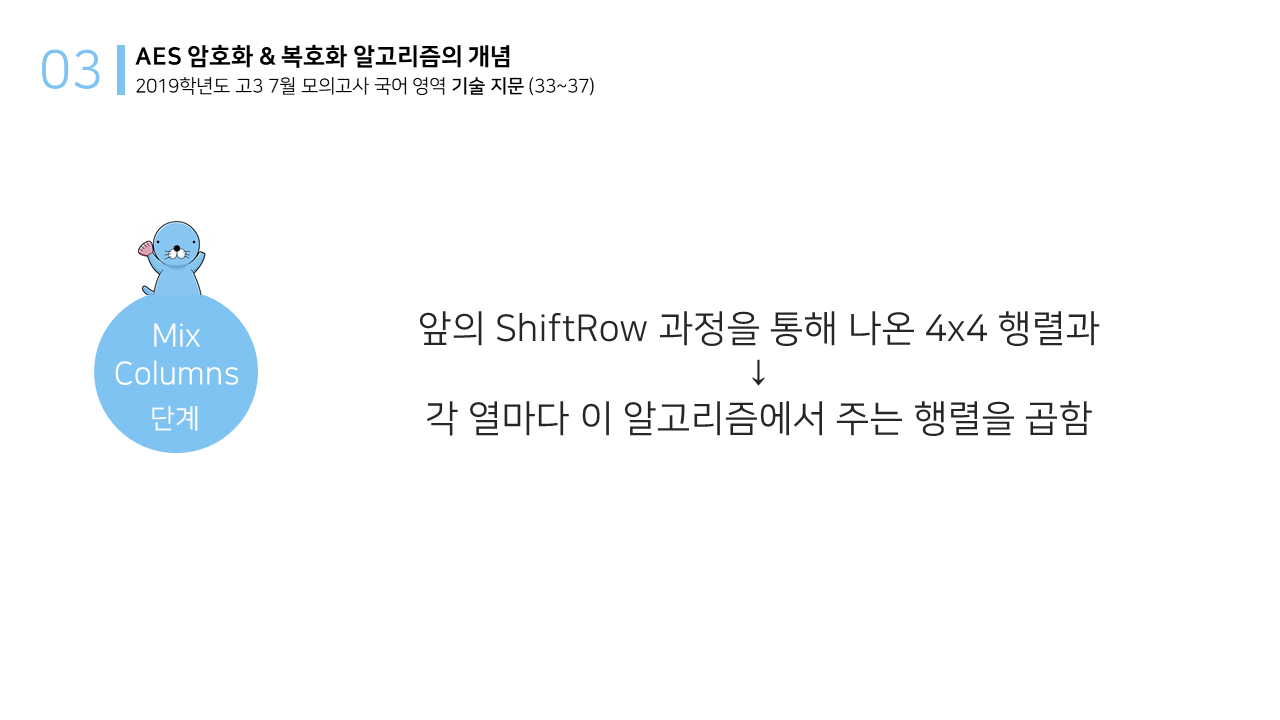 03
AES 암호화 & 복호화 알고리즘의 개념
2019학년도 고3 7월 모의고사 국어 영역 기술 지문 (33~37)
Mix
Columns
단계
앞의 ShiftRow 과정을 통해 나온 4x4 행렬과
↓
각 열마다 이 알고리즘에서 주는 행렬을 곱함